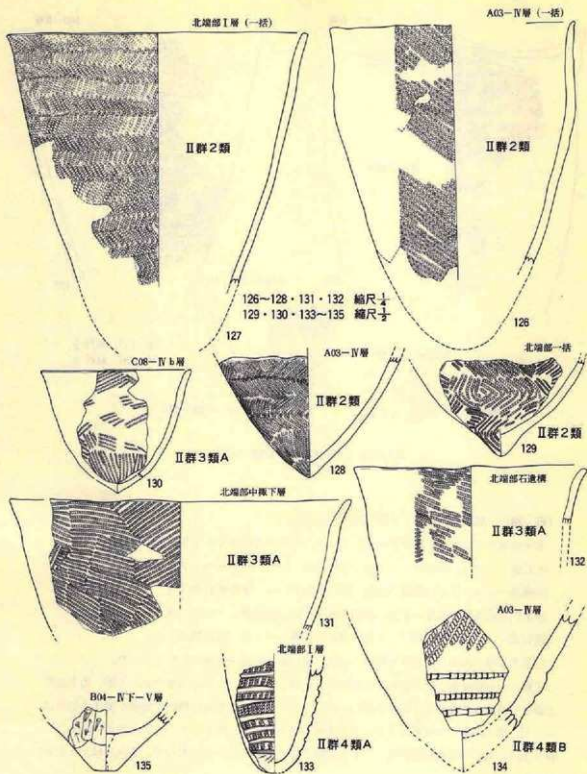 北端部Ⅰ層（一括）
A03－Ⅳ層（一括）
Ⅱ群2類
Ⅱ群2類
126～128・131・132 縮尺1/4
129・130・133～135 縮尺1/2
127
126
C08－Ⅳb層
A03－Ⅳ層
北端部一括
Ⅱ群2類
Ⅱ群2類
Ⅱ群3類A
130
128
129
北端部中掫下層
北端部石遺構
Ⅱ群3類A
Ⅱ群3類A
132
131
A03－Ⅳ層
北端部Ⅰ層
B04－Ⅳ下－Ⅴ層
Ⅱ群4類A
Ⅱ群4類B
135
133
134